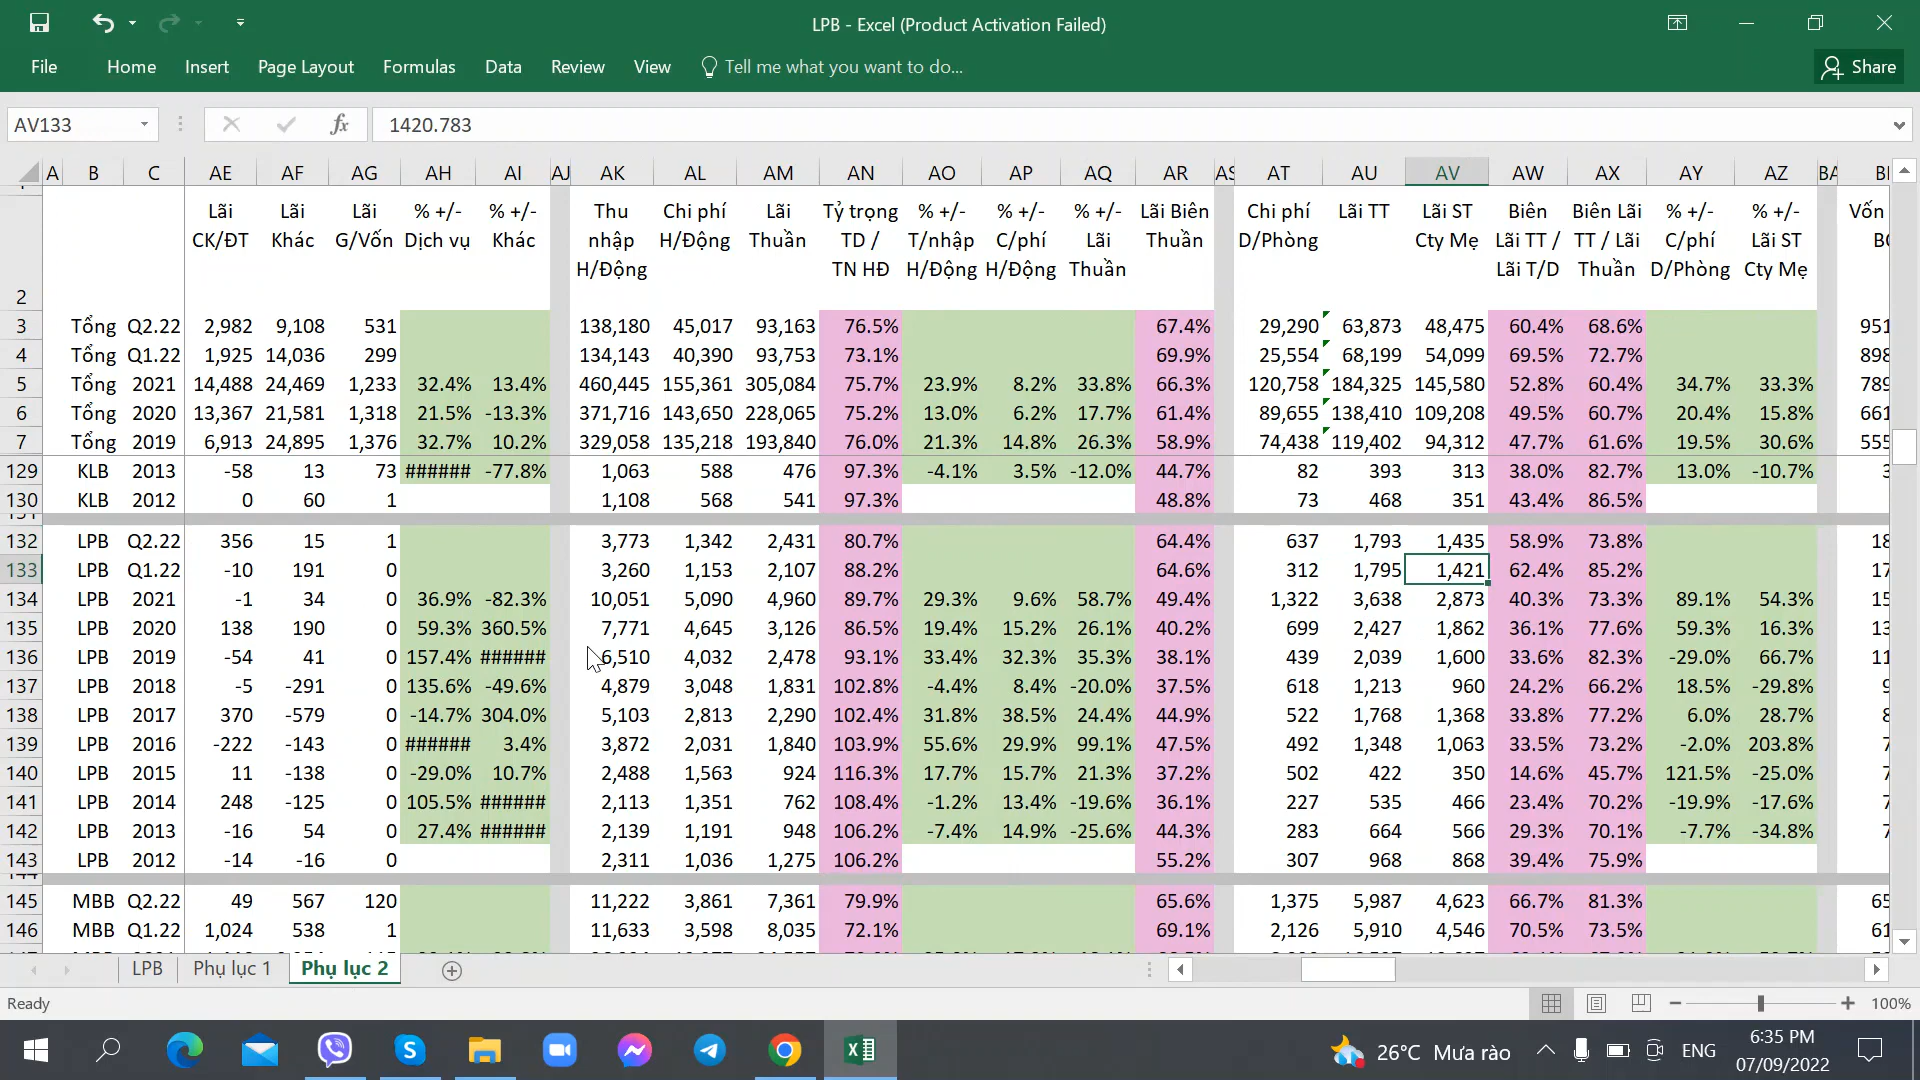 LPB - Excel (Product Activation Failed)
File Home Insert Page Layout Formulas Data Review View Tell me what you want to do... Share
AV133 fx 1420.783
A B C AE AF AG AH AI AJ AK AL AM AN AO AP AQ AR AS AT AU AV AW AX AY AZ BA
Lãi Lãi Lãi % +/- % +/- Thu Chi phí Lãi Tỷ trọng % +/- % +/- % +/- Lãi Biên Chi phí Lãi TT Lãi ST Biên Biên Lãi % +/- % +/- Vốn
CK/ĐT Khác G/Vốn Dịch vụ Khác nhập H/Động Thuần TD / T/nhập C/phí Lãi Thuần D/Phòng Cty Mẹ Lãi TT / TT / Lãi C/phí Lãi ST
2 H/Động TN HĐ H/Động H/Động Thuần Lãi T/D Thuần D/Phòng Cty Mẹ
3 Tổng Q2.22 2,982 9,108 531 138,180 45,017 93,163 76.5% 67.4% 29,290 63,873 48,475 60.4% 68.6% 951
4 Tổng Q1.22 1,925 14,036 299 134,143 40,390 93,753 73.1% 69.9% 25,554 68,199 54,099 69.5% 72.7% 898
5 Tổng 2021 14,488 24,469 1,233 32.4% 13.4% 460,445 155,361 305,084 75.7% 23.9% 8.2% 33.8% 66.3% 120,758 184,325 145,580 52.8% 60.4% 34.7% 33.3% 789
6 Tổng 2020 13,367 21,581 1,318 21.5% -13.3% 371,716 143,650 228,065 75.2% 13.0% 6.2% 17.7% 61.4% 89,655 138,410 109,208 49.5% 60.7% 20.4% 15.8% 661
7 Tổng 2019 6,913 24,895 1,376 32.7% 10.2% 329,058 135,218 193,840 76.0% 21.3% 14.8% 26.3% 58.9% 74,438 119,402 94,312 47.7% 61.6% 19.5% 30.6% 555
129 KLB 2013 -58 13 73 ###### -77.8% 1,063 588 476 97.3% -4.1% 3.5% -12.0% 44.7% 82 393 313 38.0% 82.7% 13.0% -10.7%
130 KLB 2012 0 60 1 1,108 568 541 97.3% 48.8% 73 468 351 43.4% 86.5%
132 LPB Q2.22 356 15 1 3,773 1,342 2,431 80.7% 64.4% 637 1,793 1,435 58.9% 73.8% 18
133 LPB Q1.22 -10 191 0 3,260 1,153 2,107 88.2% 64.6% 312 1,795 1,421 62.4% 85.2% 17
134 LPB 2021 -1 34 0 36.9% -82.3% 10,051 5,090 4,960 89.7% 29.3% 9.6% 58.7% 49.4% 1,322 3,638 2,873 40.3% 73.3% 89.1% 54.3% 15
135 LPB 2020 138 190 0 59.3% 360.5% 7,771 4,645 3,126 86.5% 19.4% 15.2% 26.1% 40.2% 699 2,427 1,862 36.1% 77.6% 59.3% 16.3% 13
136 LPB 2019 -54 41 0 157.4% ###### 6,510 4,032 2,478 93.1% 33.4% 32.3% 35.3% 38.1% 439 2,039 1,600 33.6% 82.3% -29.0% 66.7% 11
137 LPB 2018 -5 -291 0 135.6% -49.6% 4,879 3,048 1,831 102.8% -4.4% 8.4% -20.0% 37.5% 618 1,213 960 24.2% 66.2% 18.5% -29.8%
138 LPB 2017 370 -579 0 -14.7% 304.0% 5,103 2,813 2,290 102.4% 31.8% 38.5% 24.4% 44.9% 522 1,768 1,368 33.8% 77.2% 6.0% 28.7%
139 LPB 2016 -222 -143 0 ###### 3.4% 3,872 2,031 1,840 103.9% 55.6% 29.9% 99.1% 47.5% 492 1,348 1,063 33.5% 73.2% -2.0% 203.8%
140 LPB 2015 11 -138 0 -29.0% 10.7% 2,488 1,563 924 116.3% 17.7% 15.7% 21.3% 37.2% 502 422 350 14.6% 45.7% 121.5% -25.0%
141 LPB 2014 248 -125 0 105.5% ###### 2,113 1,351 762 108.4% -1.2% 13.4% -19.6% 36.1% 227 535 466 23.4% 70.2% -19.9% -17.6%
142 LPB 2013 -16 54 0 27.4% ###### 2,139 1,191 948 106.2% -7.4% 14.9% -25.6% 44.3% 283 664 566 29.3% 70.1% -7.7% -34.8%
143 LPB 2012 -14 -16 0 2,311 1,036 1,275 106.2% 55.2% 307 968 868 39.4% 75.9%
145 MBB Q2.22 49 567 120 11,222 3,861 7,361 79.9% 65.6% 1,375 5,987 4,623 66.7% 81.3% 65
146 MBB Q1.22 1,024 538 1 11,633 3,598 8,035 72.1% 69.1% 2,126 5,910 4,546 70.5% 73.5% 61
LPB Phụ lục 1 Phụ lục 2
Ready 100%
26°C Mưa rào ENG 6:35 PM
07/09/2022